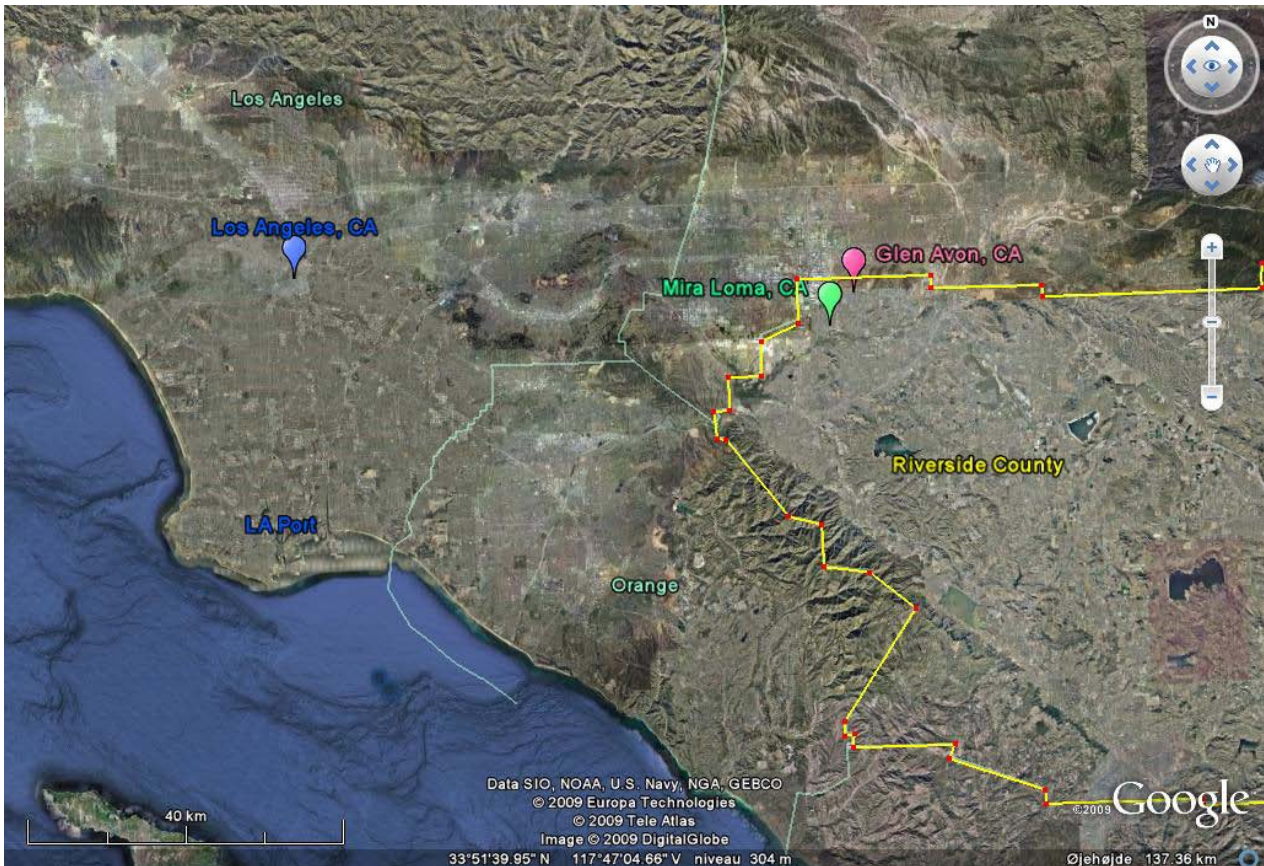 N
Los Angeles
Los Angeles, CA
Glen Avon, CA
Mira Loma, CA
Riverside County
LA Port
Orange
Data SIO, NOAA, U.S. Navy, NGA, GEBCO
© 2009 Europa Technologies
© 2009 Tele Atlas
Image © 2009 DigitalGlobe
©2009 Google
40 km
33°51'39.95" N 117°47'04.66" V niveau 304 m
Øjehøjde 137.36 km